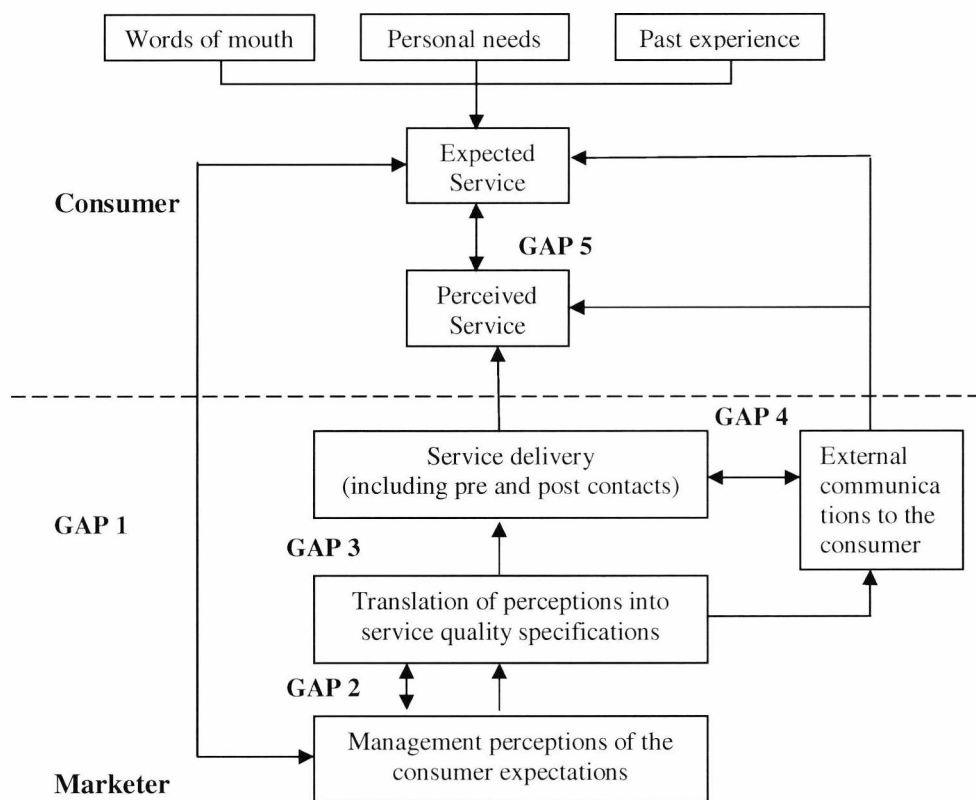 Words of mouth
Personal needs
Past experience
Expected
Service
Consumer
GAP 5
Perceived
Service
GAP 4
Service delivery
(including pre and post contacts)
External
communica
tions to the
consumer
GAP 1
GAP 3
Translation of perceptions into
service quality specifications
GAP 2
Management perceptions of the
consumer expectations
Marketer